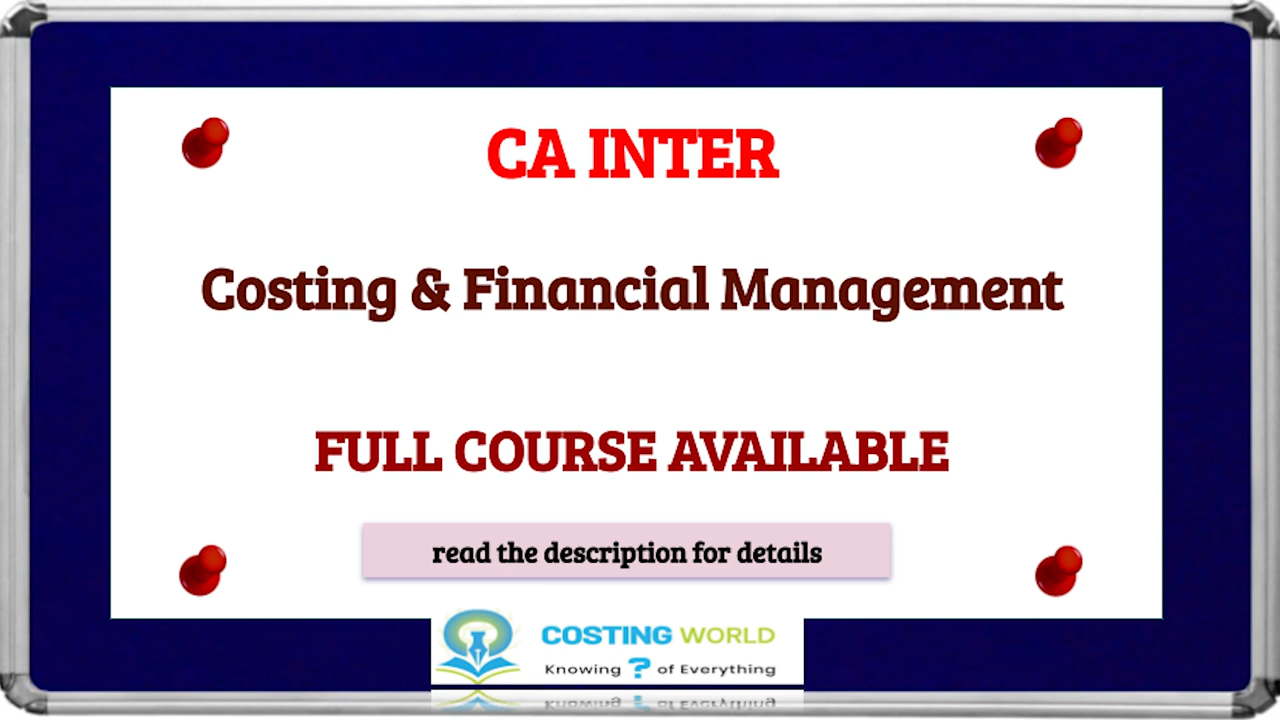 CA INTER
Costing & Financial Management
FULL COURSE AVAILABLE
read the description for details
COSTING WORLD
Knowing ? of Everything